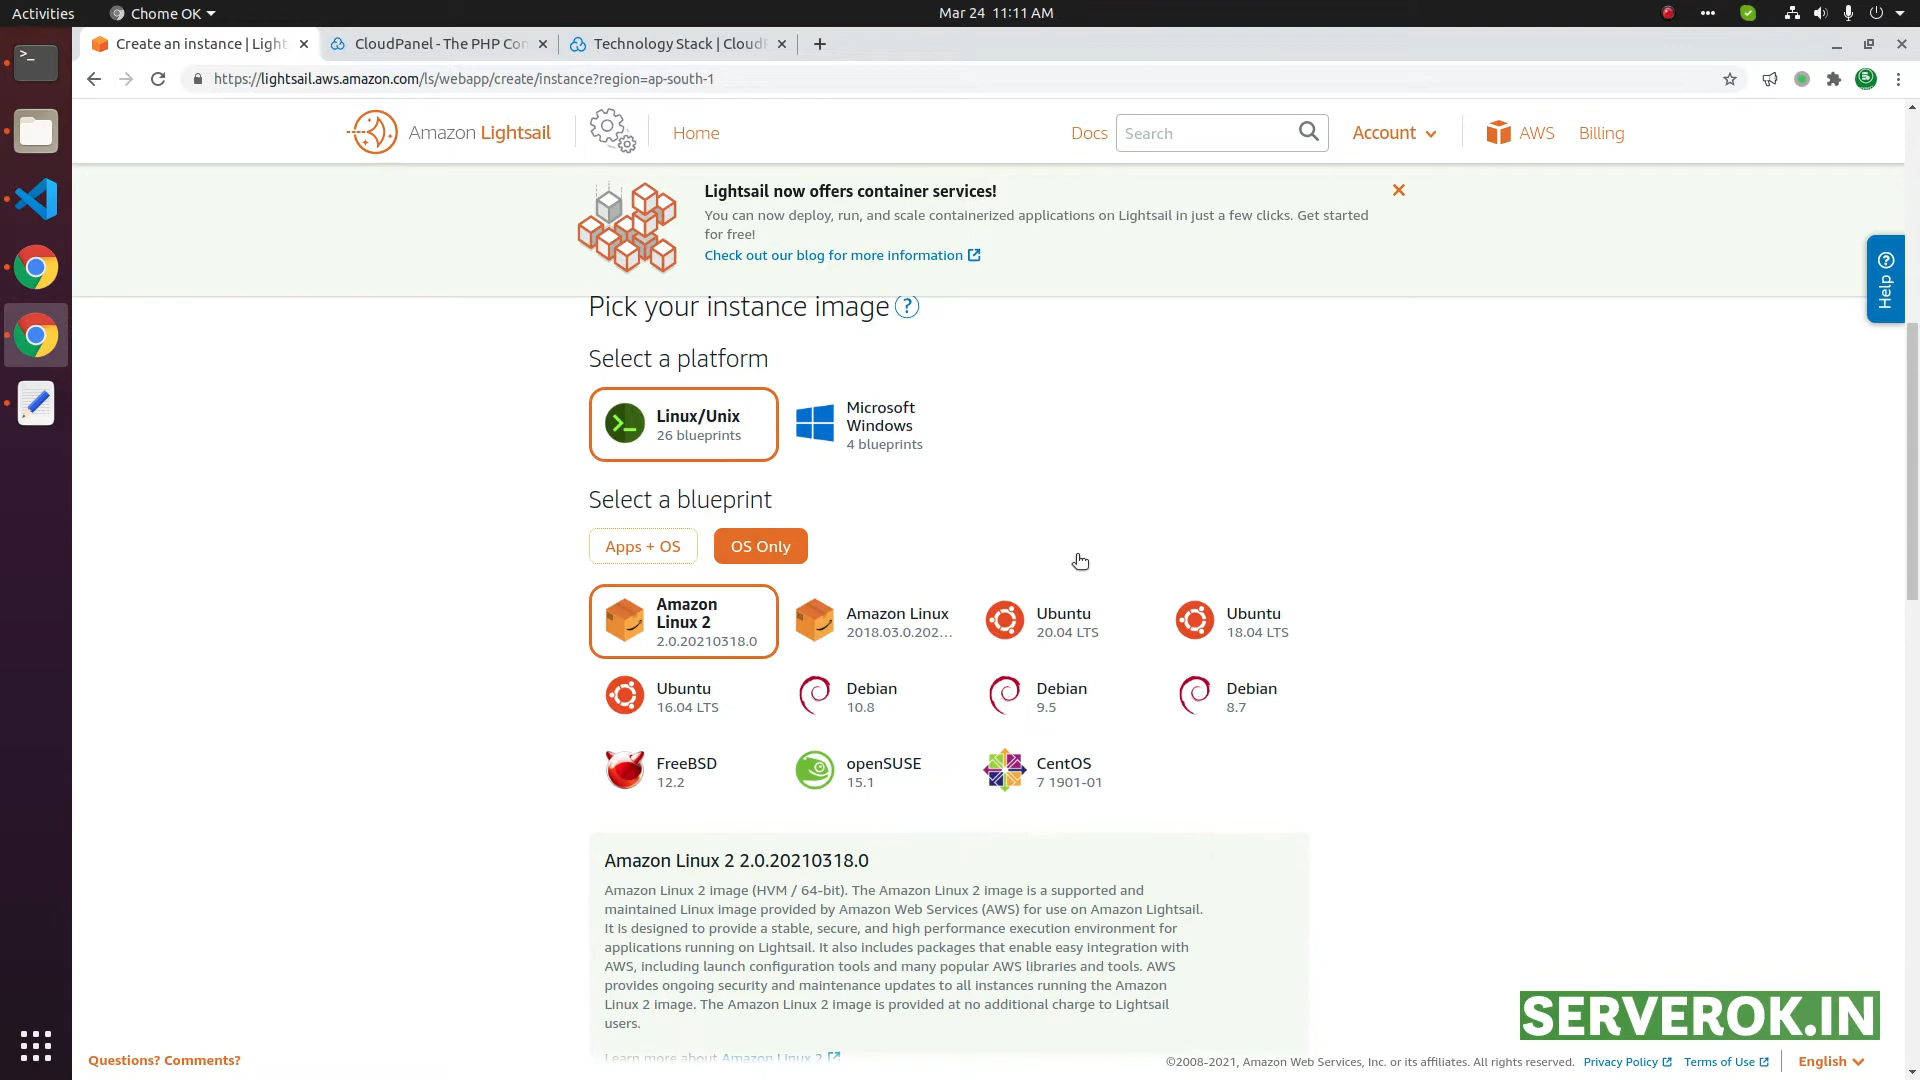 Activities
Chome OK
Mar 24 11:11 AM
Create an instance | Light
CloudPanel - The PHP Con
Technology Stack | CloudP
https://lightsail.aws.amazon.com/ls/webapp/create/instance?region=ap-south-1
Amazon Lightsail
Home
Docs
Search
Account
AWS
Billing
Lightsail now offers container services!
You can now deploy, run, and scale containerized applications on Lightsail in just a few clicks. Get started
for free!
Check out our blog for more information
Help
Pick your instance image
Select a platform
Linux/Unix
26 blueprints
Microsoft
Windows
4 blueprints
Select a blueprint
Apps + OS
OS Only
Amazon
Linux 2
2.0.20210318.0
Amazon Linux
2018.03.0.202...
Ubuntu
20.04 LTS
Ubuntu
18.04 LTS
Ubuntu
16.04 LTS
Debian
10.8
Debian
9.5
Debian
8.7
FreeBSD
12.2
openSUSE
15.1
CentOS
7 1901-01
Amazon Linux 2 2.0.20210318.0
Amazon Linux 2 image (HVM / 64-bit). The Amazon Linux 2 image is a supported and
maintained Linux image provided by Amazon Web Services (AWS) for use on Amazon Lightsail.
It is designed to provide a stable, secure, and high performance execution environment for
applications running on Lightsail. It also includes packages that enable easy integration with
AWS, including launch configuration tools and many popular AWS libraries and tools. AWS
provides ongoing security and maintenance updates to all instances running the Amazon
Linux 2 image. The Amazon Linux 2 image is provided at no additional charge to Lightsail
users.
Learn more about Amazon Linux 2
SERVEROK.IN
Questions? Comments?
©2008-2021, Amazon Web Services, Inc. or its affiliates. All rights reserved.
Privacy Policy
Terms of Use
English